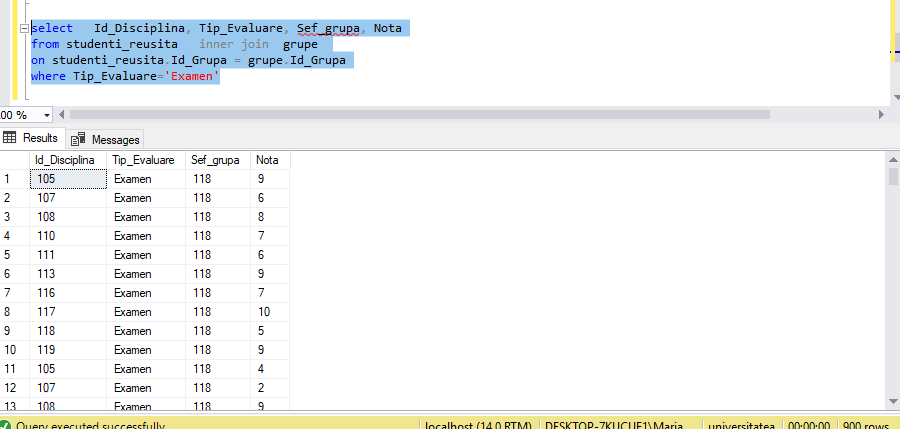 select Id_Disciplina, Tip_Evaluare, Sef_grupa, Nota
from studenti_reusita inner join grupe
on studenti_reusita.Id_Grupa = grupe.Id_Grupa
where Tip_Evaluare='Examen'
00 %
Results Messages
Id_Disciplina Tip_Evaluare Sef_grupa Nota
1 105 Examen 118 9
2 107 Examen 118 6
3 108 Examen 118 8
4 110 Examen 118 7
5 111 Examen 118 6
6 113 Examen 118 9
7 116 Examen 118 7
8 117 Examen 118 10
9 118 Examen 118 5
10 119 Examen 118 9
11 105 Examen 118 4
12 107 Examen 118 2
13 108 Examen 118 9
Query executed successfully. localhost (14.0 RTM) DESKTOP-7KUCUF1\Maria universitatea 00:00:00 900 rows